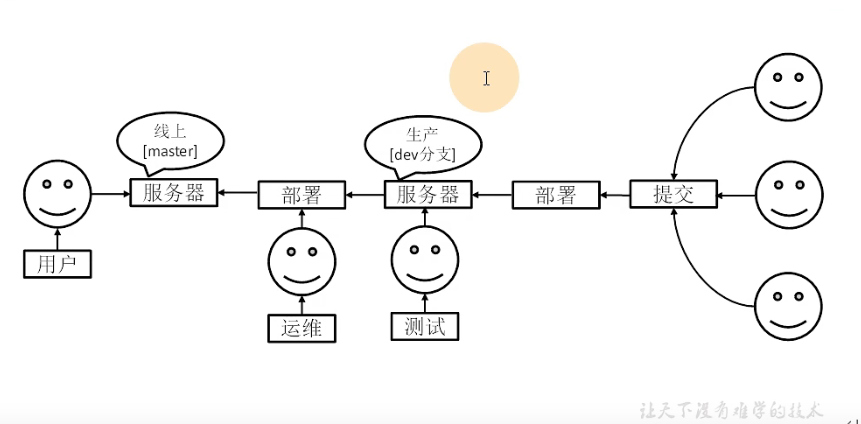 线上
[master]
生产
[dev分支]
服务器
部署
服务器
部署
提交
用户
运维
测试
让天下没有难学的技术